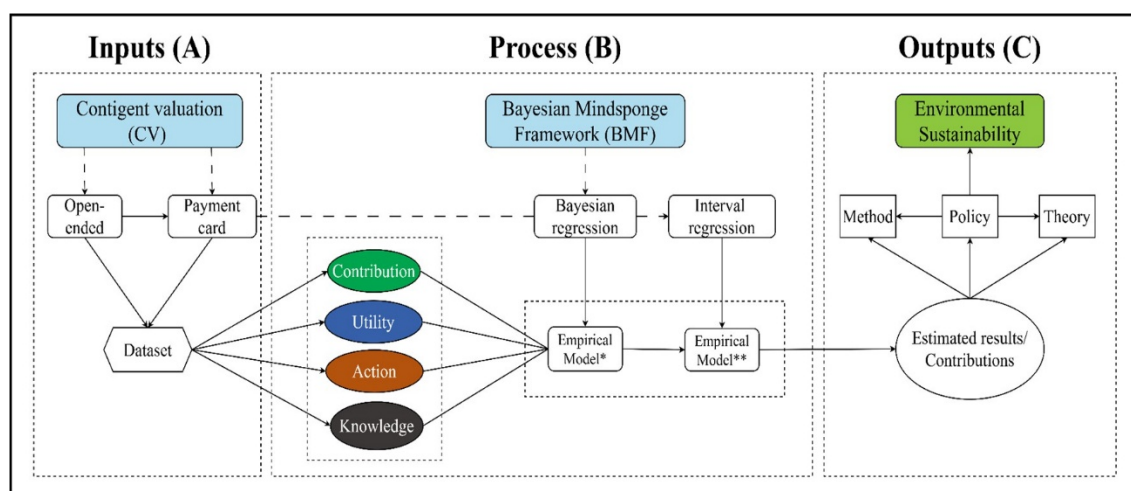 Inputs (A)
Process (B)
Outputs (C)
Contigent valuation
(CV)
Open-
ended
Payment
card
Dataset
Bayesian Mindsponge
Framework (BMF)
Bayesian
regression
Interval
regression
Contribution
Utility
Action
Knowledge
Empirical
Model*
Empirical
Model**
Environmental
Sustainability
Method
Policy
Theory
Estimated results/
Contributions